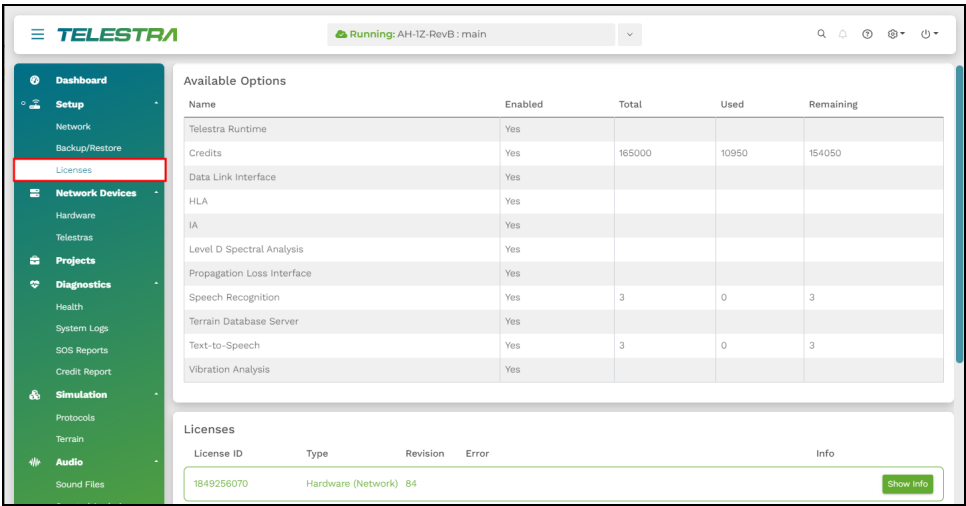 TELESTRA
Running: AH-1Z-RevB : main
Dashboard
Setup
Network
Backup/Restore
Licenses
Network Devices
Hardware
Telestras
Projects
Diagnostics
Health
System Logs
SOS Reports
Credit Report
Simulation
Protocols
Terrain
Audio
Sound Files
Available Options
Name Enabled Total Used Remaining
Telestra Runtime Yes
Credits Yes 165000 10950 154050
Data Link Interface Yes
HLA Yes
IA Yes
Level D Spectral Analysis Yes
Propagation Loss Interface Yes
Speech Recognition Yes 3 0 3
Terrain Database Server Yes
Text-to-Speech Yes 3 0 3
Vibration Analysis Yes
Licenses
License ID Type Revision Error Info
1849256070 Hardware (Network) 84 Show Info